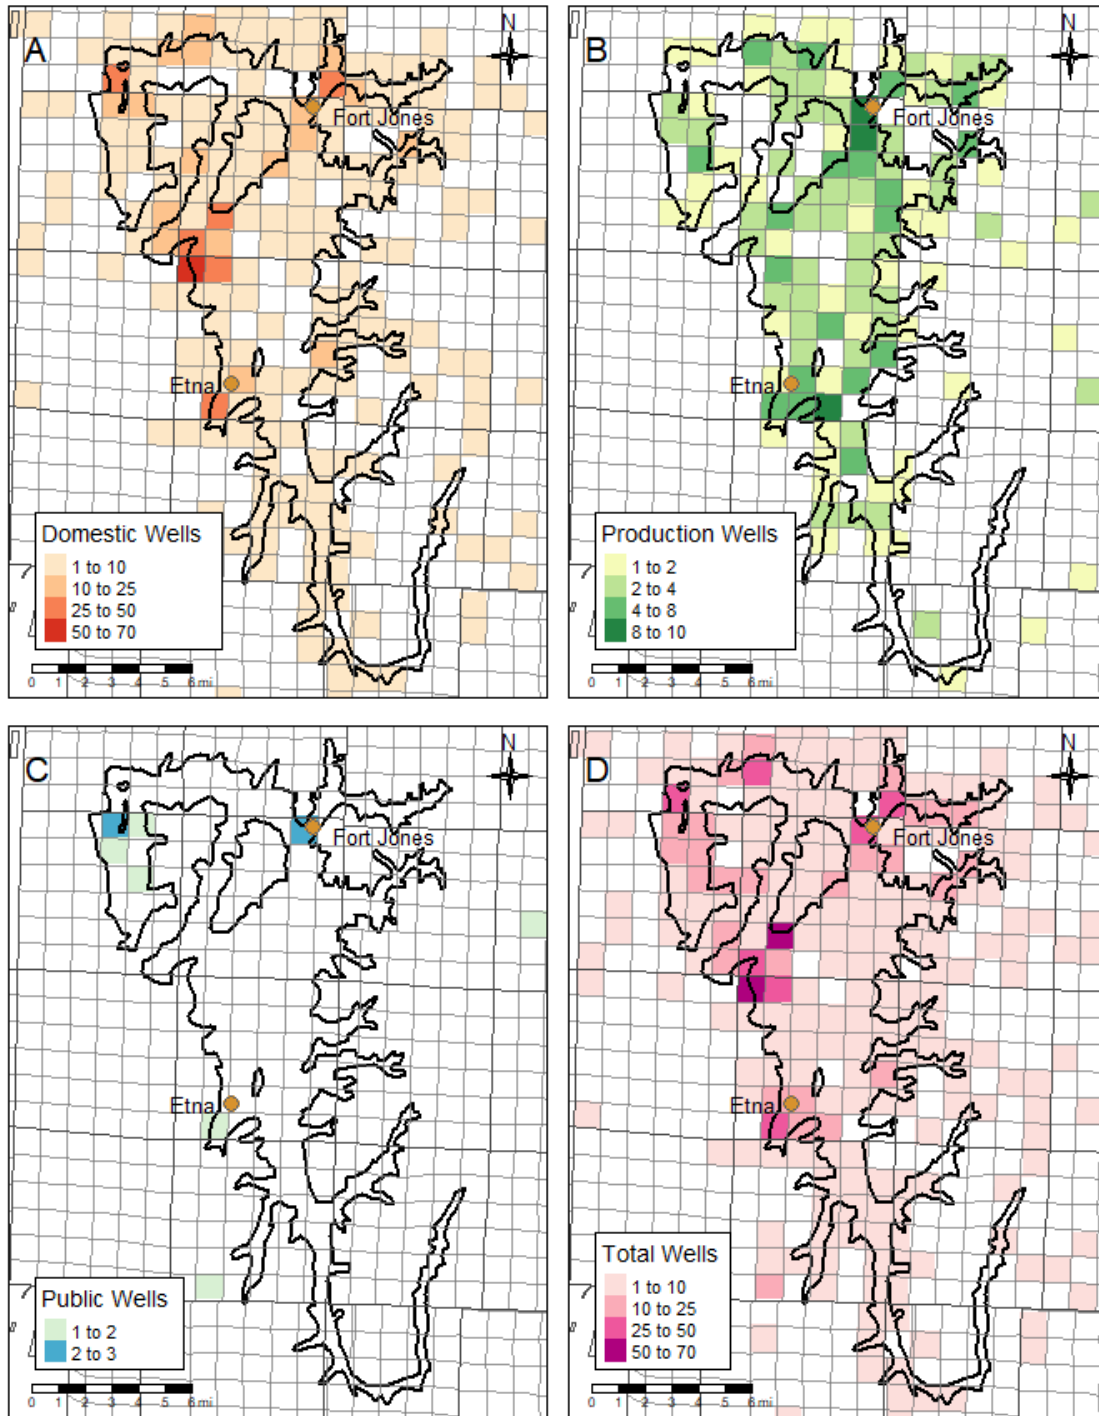 A
N
Fort Jones
Etna
Domestic Wells
1 to 10
10 to 25
25 to 50
50 to 70
0 1 2 3 4 5 6 mi
B
N
Fort Jones
Etna
Production Wells
1 to 2
2 to 4
4 to 8
8 to 10
0 1 2 3 4 5 6 mi
C
N
Fort Jones
Etna
Public Wells
1 to 2
2 to 3
0 1 2 3 4 5 6 mi
D
N
Fort Jones
Etna
Total Wells
1 to 10
10 to 25
25 to 50
50 to 70
0 1 2 3 4 5 6 mi